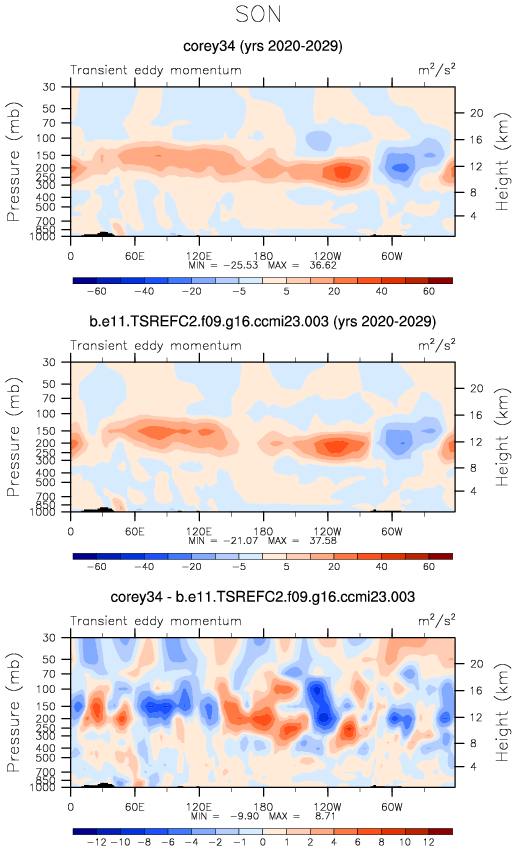 SON
corey34 (yrs 2020-2029)
Transient eddy momentum m²/s²
30
50
70
100
150
200
250
300
500
700
850
1000
Pressure (mb)
20
16
12
8
4
Height (km)
0 60E 120E 180 120W 60W
MIN = -25.53 MAX = 36.62
-60 -40 -20 -5 5 20 40 60
b.e11.TSREFC2.f09.g16.ccmi23.003 (yrs 2020-2029)
Transient eddy momentum m²/s²
30
50
70
100
150
200
250
300
500
700
850
1000
Pressure (mb)
20
16
12
8
4
Height (km)
0 60E 120E 180 120W 60W
MIN = -21.07 MAX = 37.58
-60 -40 -20 -5 5 20 40 60
corey34 - b.e11.TSREFC2.f09.g16.ccmi23.003
Transient eddy momentum m²/s²
30
50
70
100
150
200
250
300
500
700
850
1000
Pressure (mb)
20
16
12
8
4
Height (km)
0 60E 120E 180 120W 60W
MIN = -9.90 MAX = 8.71
-12 -10 -8 -6 -4 -2 -1 0 1 2 4 6 8 10 12